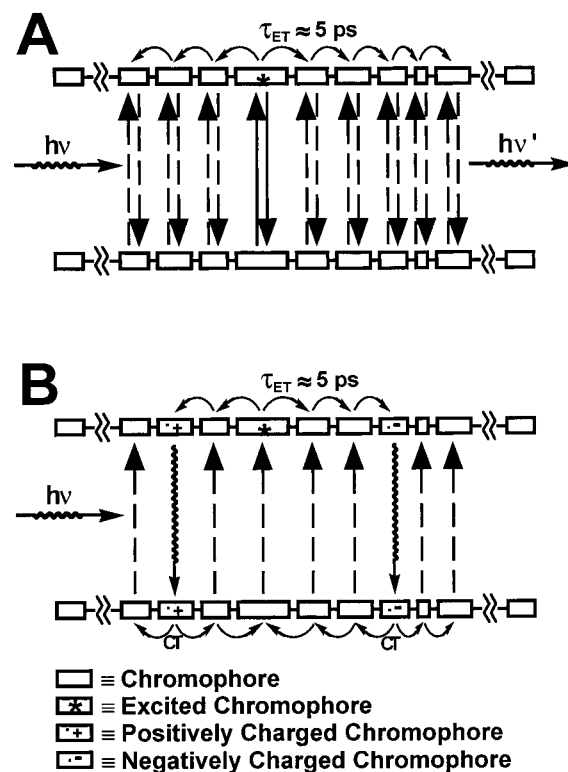 A
τET ≈ 5 ps
*
hν
hν'
B
τET ≈ 5 ps
·+ * ·-
hν
·+ ·-
CT CT
≡ Chromophore
* ≡ Excited Chromophore
·+ ≡ Positively Charged Chromophore
·- ≡ Negatively Charged Chromophore